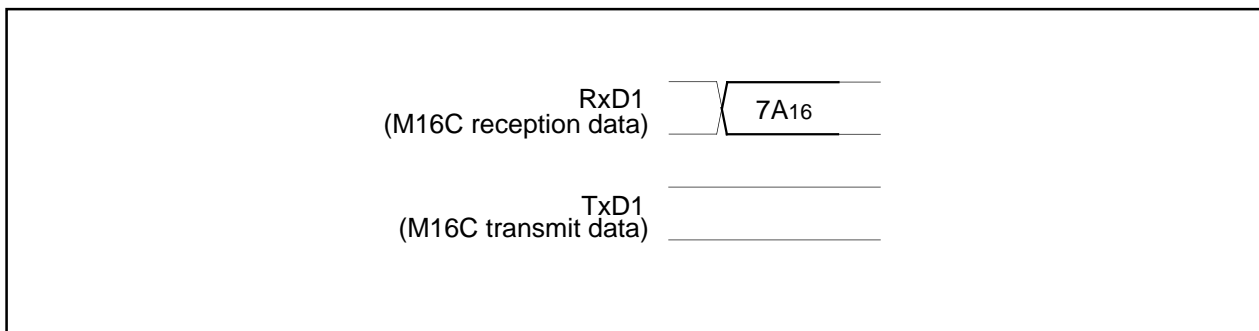 RxD1
(M16C reception data)
7A16
TxD1
(M16C transmit data)